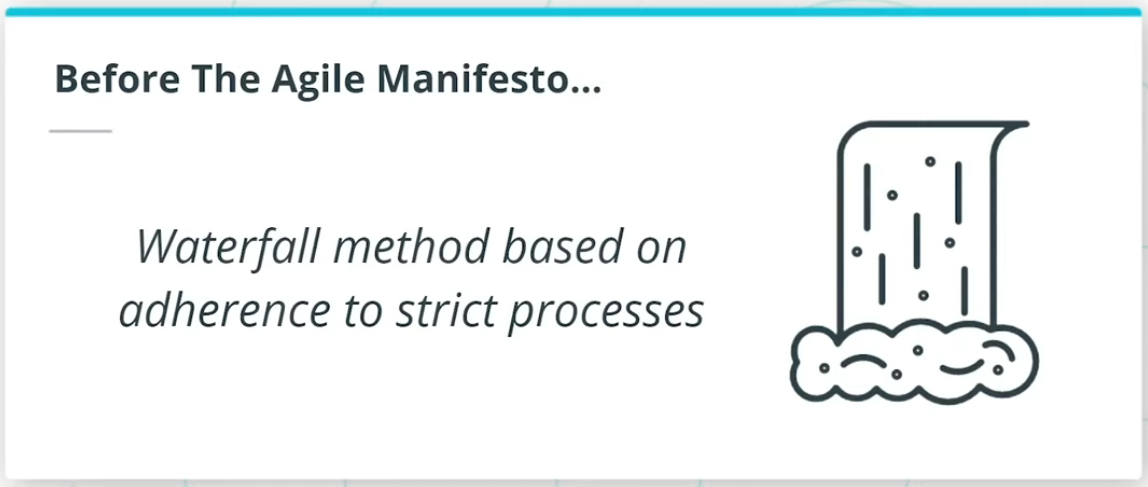 Before The Agile Manifesto...
Waterfall method based on
adherence to strict processes